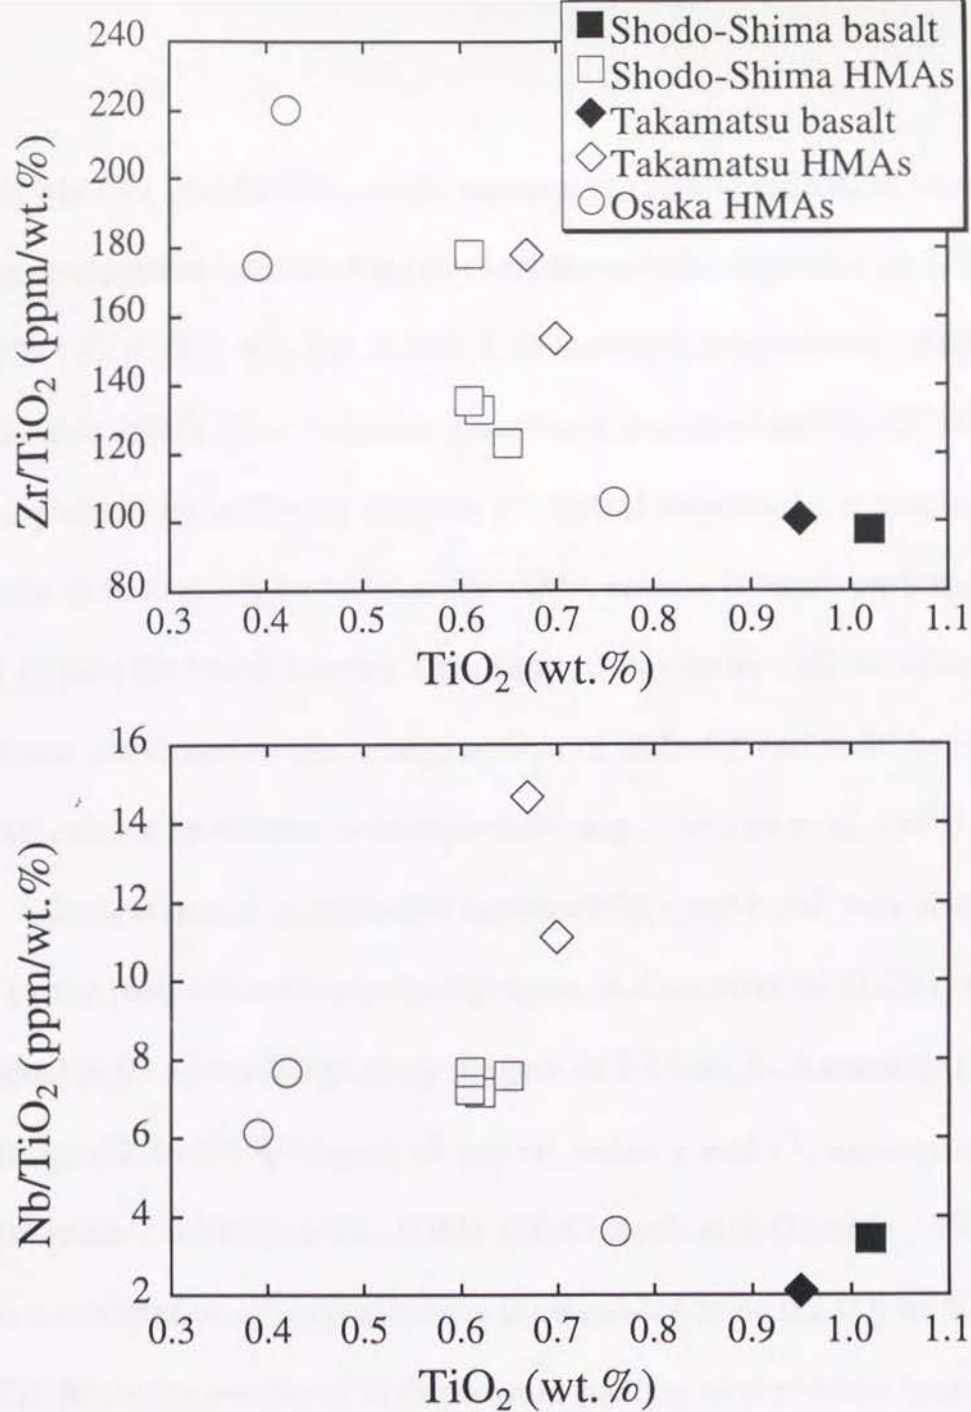 Shodo-Shima basalt
Shodo-Shima HMAs
Takamatsu basalt
Takamatsu HMAs
Osaka HMAs
Zr/TiO2 (ppm/wt.%)
240
220
200
180
160
140
120
100
80
0.3 0.4 0.5 0.6 0.7 0.8 0.9 1.0 1.1
TiO2 (wt.%)
Nb/TiO2 (ppm/wt.%)
16
14
12
10
8
6
4
2
0.3 0.4 0.5 0.6 0.7 0.8 0.9 1.0 1.1
TiO2 (wt.%)